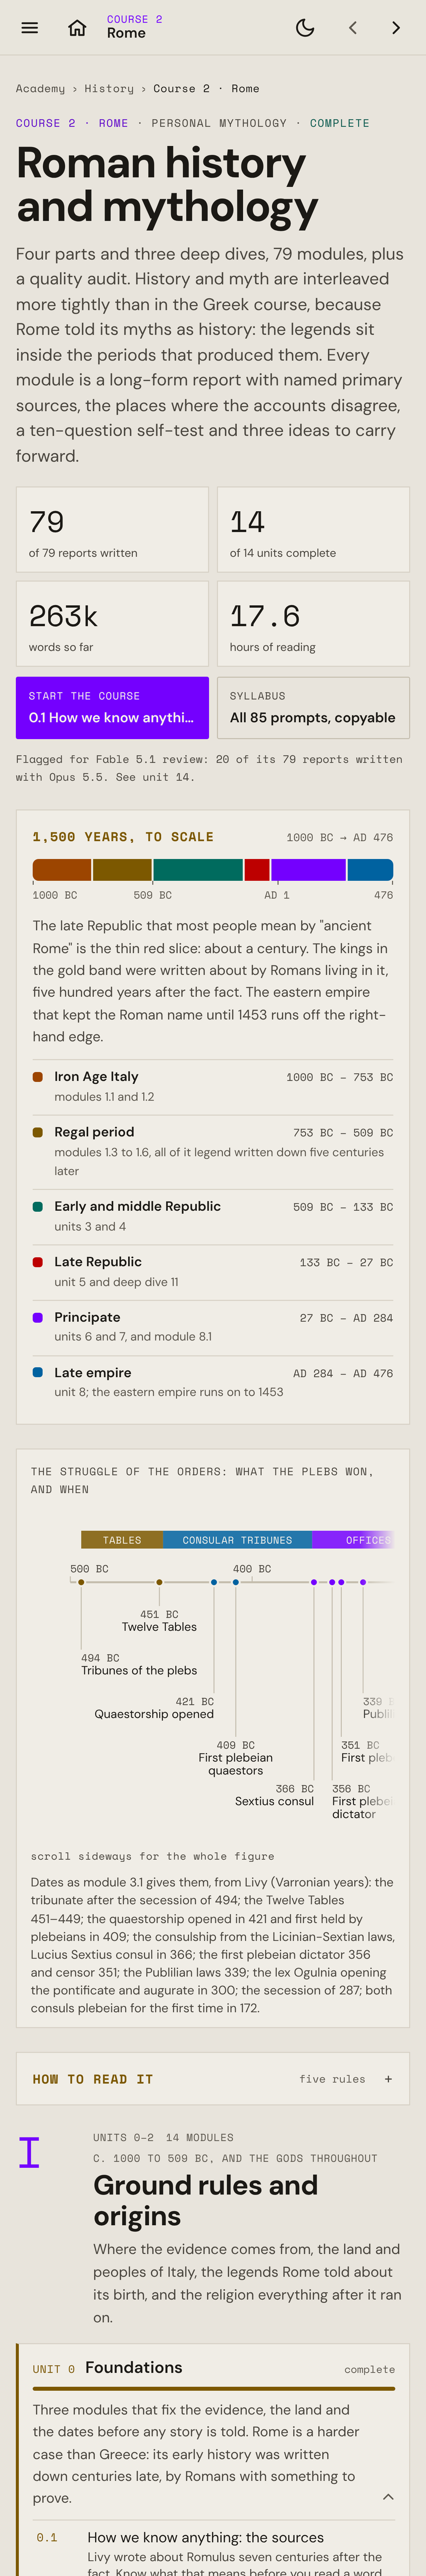 COURSE 2
Rome
Academy › History › Course 2 · Rome
COURSE 2 · ROME · PERSONAL MYTHOLOGY · COMPLETE
Roman history
and mythology
Four parts and three deep dives, 79 modules, plus
a quality audit. History and myth are interleaved
more tightly than in the Greek course, because
Rome told its myths as history: the legends sit
inside the periods that produced them. Every
module is a long-form report with named primary
sources, the places where the accounts disagree,
a ten-question self-test and three ideas to carry
forward.
79
of 79 reports written
14
of 14 units complete
263k
words so far
17.6
hours of reading
START THE COURSE
0.1 How we know anythi...
SYLLABUS
All 85 prompts, copyable
Flagged for Fable 5.1 review: 20 of its 79 reports written
with Opus 5.5. See unit 14.
1,500 YEARS, TO SCALE
1000 BC → AD 476
1000 BC 509 BC AD 1 476
The late Republic that most people mean by "ancient
Rome" is the thin red slice: about a century. The kings in
the gold band were written about by Romans living in it,
five hundred years after the fact. The eastern empire
that kept the Roman name until 1453 runs off the right-
hand edge.
Iron Age Italy 1000 BC – 753 BC
modules 1.1 and 1.2
Regal period 753 BC – 509 BC
modules 1.3 to 1.6, all of it legend written down five centuries
later
Early and middle Republic 509 BC – 133 BC
units 3 and 4
Late Republic 133 BC – 27 BC
unit 5 and deep dive 11
Principate 27 BC – AD 284
units 6 and 7, and module 8.1
Late empire AD 284 – AD 476
unit 8; the eastern empire runs on to 1453
THE STRUGGLE OF THE ORDERS: WHAT THE PLEBS WON,
AND WHEN
TABLES CONSULAR TRIBUNES OFFICES
500 BC 400 BC
451 BC
Twelve Tables
494 BC
Tribunes of the plebs
421 BC
Quaestorship opened
339 B
Publil
409 BC
First plebeian
quaestors
351 BC
First pleb
366 BC
Sextius consul
356 BC
First plebei
dictator
scroll sideways for the whole figure
Dates as module 3.1 gives them, from Livy (Varronian years): the
tribunate after the secession of 494; the Twelve Tables
451–449; the quaestorship opened in 421 and first held by
plebeians in 409; the consulship from the Licinian-Sextian laws,
Lucius Sextius consul in 366; the first plebeian dictator 356
and censor 351; the Publilian laws 339; the lex Ogulnia opening
the pontificate and augurate in 300; the secession of 287; both
consuls plebeian for the first time in 172.
HOW TO READ IT five rules +
I
UNITS 0–2 14 MODULES
C. 1000 TO 509 BC, AND THE GODS THROUGHOUT
Ground rules and
origins
Where the evidence comes from, the land and
peoples of Italy, the legends Rome told about
its birth, and the religion everything after it ran
on.
UNIT 0 Foundations complete
Three modules that fix the evidence, the land and
the dates before any story is told. Rome is a harder
case than Greece: its early history was written
down centuries late, by Romans with something to
prove.
0.1 How we know anything: the sources
Livy wrote about Romulus seven centuries after the
fact. Know what that means before you read a word